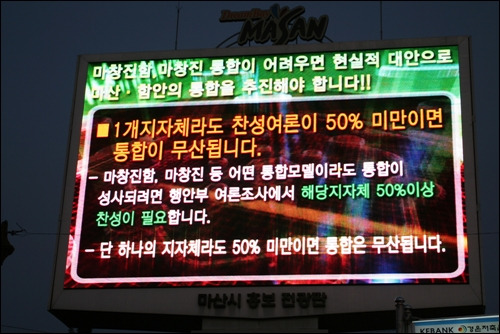 MASAN
마창진함 마창진 통합이 어려우면 현실적 대안으로
마산 · 함안의 통합을 추진해야 합니다!!
■ 1개지자체라도 찬성여론이 50% 미만이면
통합이 무산됩니다.
- 마창진함, 마창진 등 어떤 통합모델이라도 통합이
성사되려면 행안부 여론조사에서 해당지자체 50%이상
찬성이 필요합니다.
- 단 하나의 지자체라도 50% 미만이면 통합은 무산됩니다.
마산시 홍보 전광판